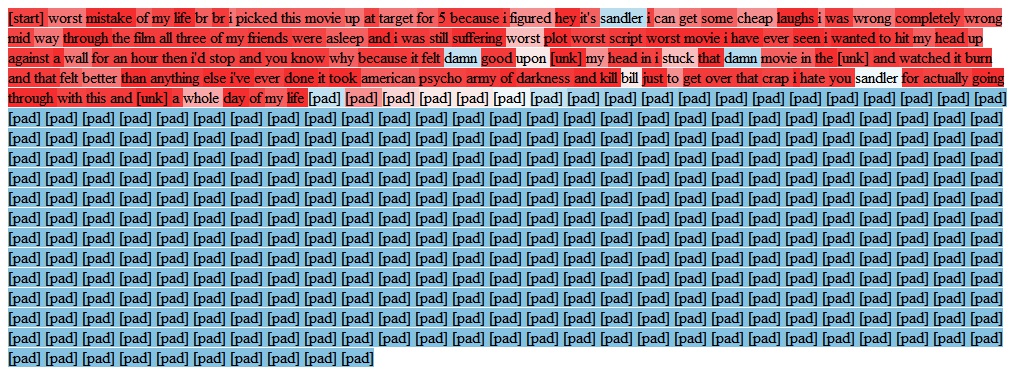 [start] worst mistake of my life br br i picked this movie up at target for 5 because i figured hey it's sandler i can get some cheap laughs i was wrong completely wrong
mid way through the film all three of my friends were asleep and i was still suffering worst plot worst script worst movie i have ever seen i wanted to hit my head up
against a wall for an hour then i'd stop and you know why because it felt damn good upon [unk] my head in i stuck that damn movie in the [unk] and watched it burn
and that felt better than anything else i've ever done it took american psycho army of darkness and kill bill just to get over that crap i hate you sandler for actually going
through with this and [unk] a whole day of my life [pad] [pad] [pad] [pad] [pad] [pad] [pad] [pad] [pad] [pad] [pad] [pad] [pad] [pad] [pad] [pad] [pad] [pad] [pad]
[pad] [pad] [pad] [pad] [pad] [pad] [pad] [pad] [pad] [pad] [pad] [pad] [pad] [pad] [pad] [pad] [pad] [pad] [pad] [pad] [pad] [pad] [pad] [pad] [pad] [pad] [pad]
[pad] [pad] [pad] [pad] [pad] [pad] [pad] [pad] [pad] [pad] [pad] [pad] [pad] [pad] [pad] [pad] [pad] [pad] [pad] [pad] [pad] [pad] [pad] [pad] [pad] [pad] [pad]
[pad] [pad] [pad] [pad] [pad] [pad] [pad] [pad] [pad] [pad] [pad] [pad] [pad] [pad] [pad] [pad] [pad] [pad] [pad] [pad] [pad] [pad] [pad] [pad] [pad] [pad] [pad]
[pad] [pad] [pad] [pad] [pad] [pad] [pad] [pad] [pad] [pad] [pad] [pad] [pad] [pad] [pad] [pad] [pad] [pad] [pad] [pad] [pad] [pad] [pad] [pad] [pad] [pad] [pad]
[pad] [pad] [pad] [pad] [pad] [pad] [pad] [pad] [pad] [pad] [pad] [pad] [pad] [pad] [pad] [pad] [pad] [pad] [pad] [pad] [pad] [pad] [pad] [pad] [pad] [pad] [pad]
[pad] [pad] [pad] [pad] [pad] [pad] [pad] [pad] [pad] [pad] [pad] [pad] [pad] [pad] [pad] [pad] [pad] [pad] [pad] [pad] [pad] [pad] [pad] [pad] [pad] [pad] [pad]
[pad] [pad] [pad] [pad] [pad] [pad] [pad] [pad] [pad] [pad] [pad] [pad] [pad] [pad] [pad] [pad] [pad] [pad] [pad] [pad] [pad] [pad] [pad] [pad] [pad] [pad] [pad]
[pad] [pad] [pad] [pad] [pad] [pad] [pad] [pad] [pad] [pad] [pad] [pad] [pad] [pad] [pad] [pad] [pad] [pad] [pad] [pad] [pad] [pad] [pad] [pad] [pad] [pad] [pad]
[pad] [pad] [pad] [pad] [pad] [pad] [pad] [pad] [pad] [pad] [pad] [pad] [pad] [pad] [pad] [pad] [pad] [pad] [pad] [pad] [pad] [pad] [pad] [pad] [pad] [pad] [pad]
[pad] [pad] [pad] [pad] [pad] [pad] [pad] [pad] [pad] [pad] [pad] [pad] [pad] [pad] [pad] [pad] [pad] [pad] [pad] [pad] [pad] [pad] [pad] [pad] [pad] [pad] [pad]
[pad] [pad] [pad] [pad] [pad] [pad] [pad] [pad] [pad] [pad] [pad] [pad] [pad] [pad] [pad] [pad] [pad] [pad] [pad] [pad] [pad] [pad] [pad] [pad] [pad] [pad] [pad]
[pad] [pad] [pad] [pad] [pad] [pad] [pad] [pad] [pad] [pad] [pad] [pad] [pad] [pad] [pad] [pad] [pad] [pad] [pad] [pad] [pad] [pad] [pad] [pad] [pad] [pad] [pad]
[pad] [pad] [pad] [pad] [pad] [pad] [pad] [pad] [pad] [pad]